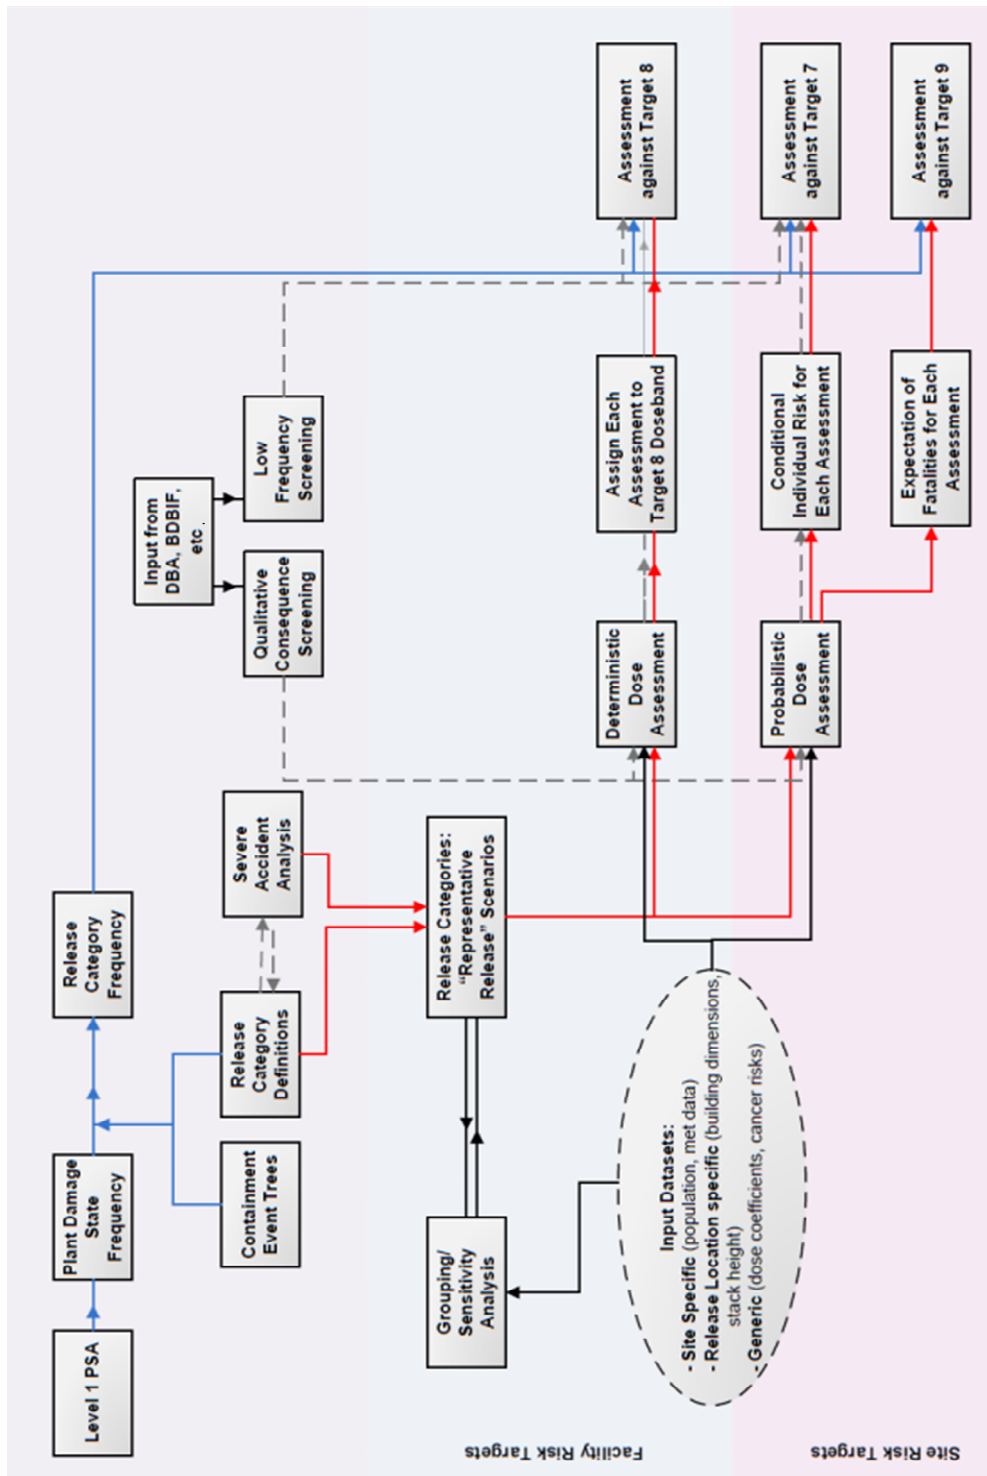 Level 1 PSA
Plant Damage
State
Frequency
Release
Category
Frequency
Containment
Event Trees
Release
Category
Definitions
Severe
Accident
Analysis
Input from
DBA, BDBIF,
etc .
Qualitative
Consequence
Screening
Low
Frequency
Screening
Grouping/
Sensitivity
Analysis
Release Categories:
“Representative
Release” Scenarios
Facility Risk Targets
Deterministic
Dose
Assessment
Assign Each
Assessment to
Target 8 Doseband
Assessment
against Target 8
Input Datasets:
- Site Specific (population, met data)
- Release Location specific (building dimensions,
stack height)
- Generic (dose coefficients, cancer risks)
Site Risk Targets
Probabilistic
Dose
Assessment
Conditional
Individual Risk for
Each Assessment
Assessment
against Target 7
Expectation of
Fatalities for Each
Assessment
Assessment
against Target 9